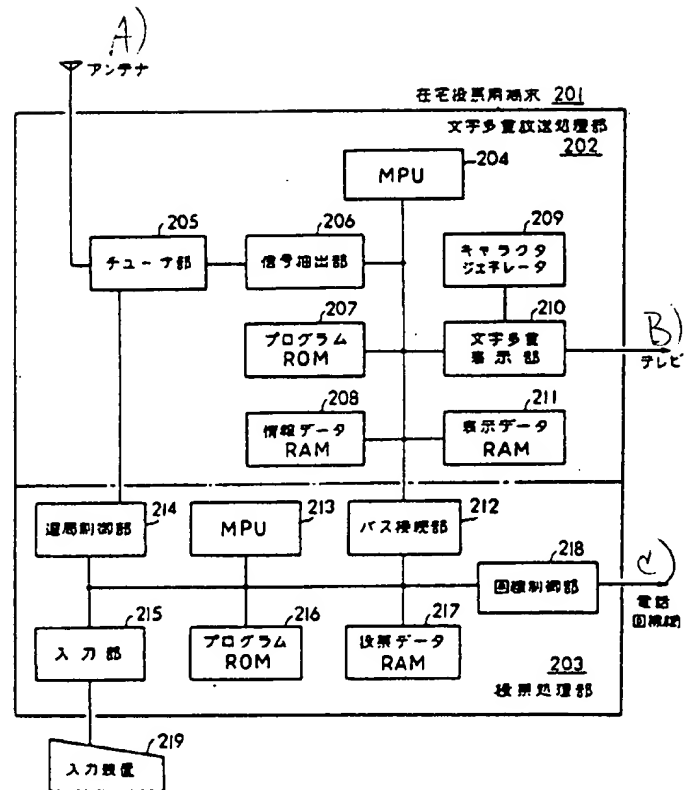 A)
アンテナ
在宅投票用端末 201
文字多重放送処理部
202
204
MPU
205
チューナ部
206
信号抽出部
209
キャラクタ
ジェネレータ
207
プログラム
ROM
210
文字多重
表示部
B)
テレビ
208
情報データ
RAM
211
表示データ
RAM
214
選局制御部
213
MPU
212
バス接続部
218
回線制御部
C)
電話
回線網
215
入力部
216
プログラム
ROM
217
投票データ
RAM
203
投票処理部
219
入力装置